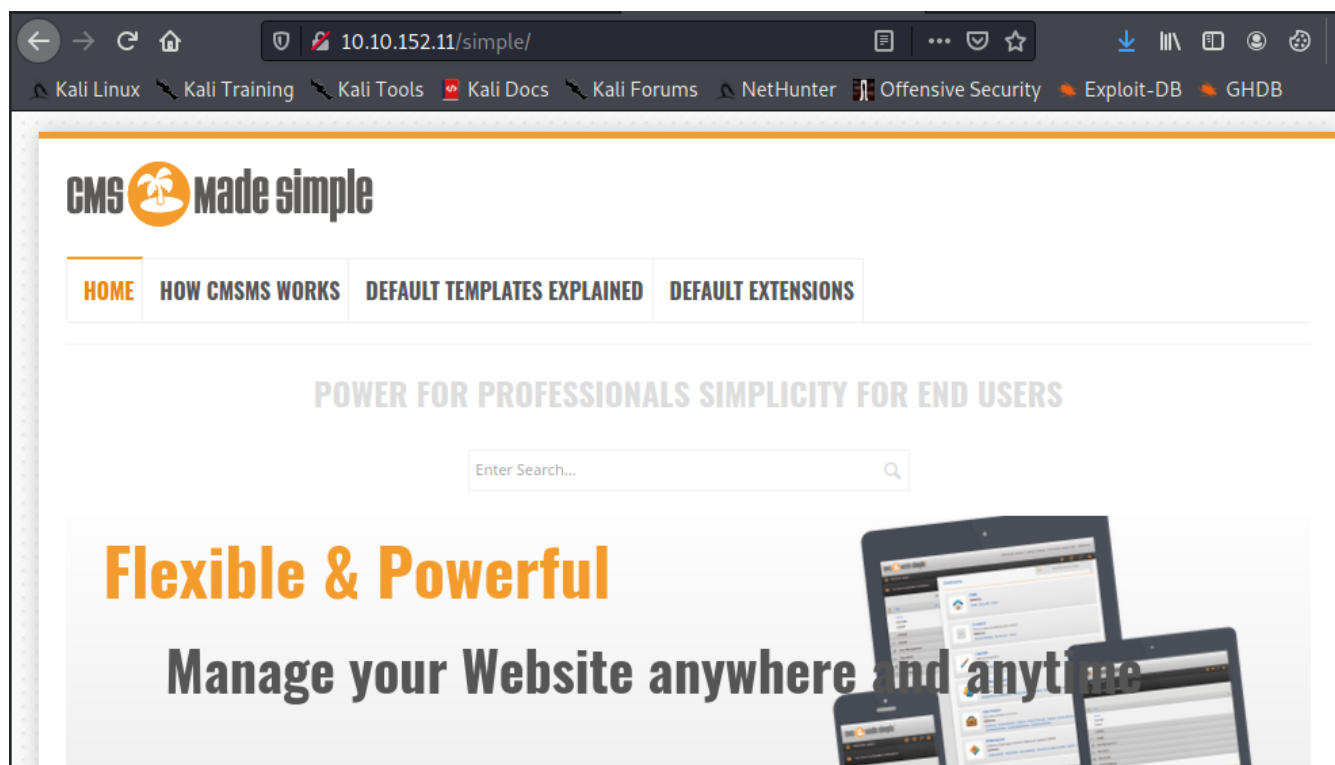 10.10.152.11/simple/
Kali Linux Kali Training Kali Tools Kali Docs Kali Forums NetHunter Offensive Security Exploit-DB GHDB
CMS Made Simple
HOME HOW CMSMS WORKS DEFAULT TEMPLATES EXPLAINED DEFAULT EXTENSIONS
POWER FOR PROFESSIONALS SIMPLICITY FOR END USERS
Enter Search...
Flexible & Powerful
Manage your Website anywhere and anytime